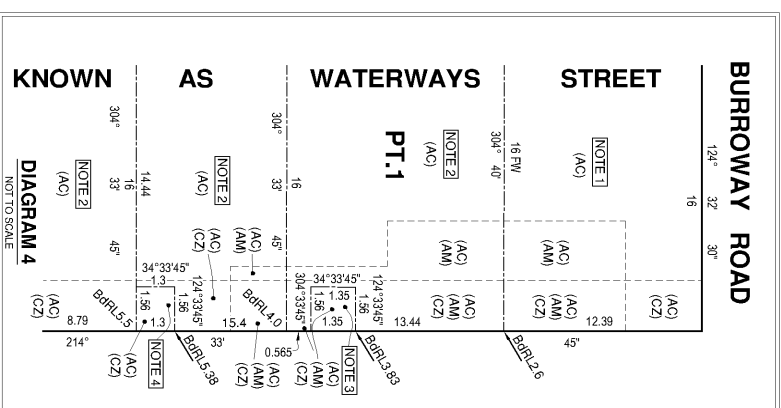 KNOWN AS WATERWAYS STREET
BURROWAY ROAD
124° 32' 30"
16
304° 33' 45"
16
304° 33' 45"
16
304° 40'
16 FW
14.44
PT.1
NOTE 1
(AC)
NOTE 2
(AC)
NOTE 2
(AC)
NOTE 2
(AC)
DIAGRAM 4
NOT TO SCALE
(AC)
(AM)
(AC)
(AM)
(AC)
(AM)
(AC)
(CZ)
34°33'45"
1.3
1.56
1.56
1.3
124°33'45"
304°33'45"
34°33'45"
1.35
1.56
1.56
1.35
124°33'45"
(AC)
(CZ)
(AC)
(AM)
(CZ)
(AC)
(AM)
(CZ)
(AC)
(CZ)
8.79
15.4
13.44
12.39
0.565
214° 33' 45"
BdRL5.5
BdRL5.38
BdRL4.0
BdRL3.83
BdRL2.6
(AC)
(CZ)
NOTE 4
(AC)
(AM)
(CZ)
(AC)
(AM)
(CZ)
NOTE 3